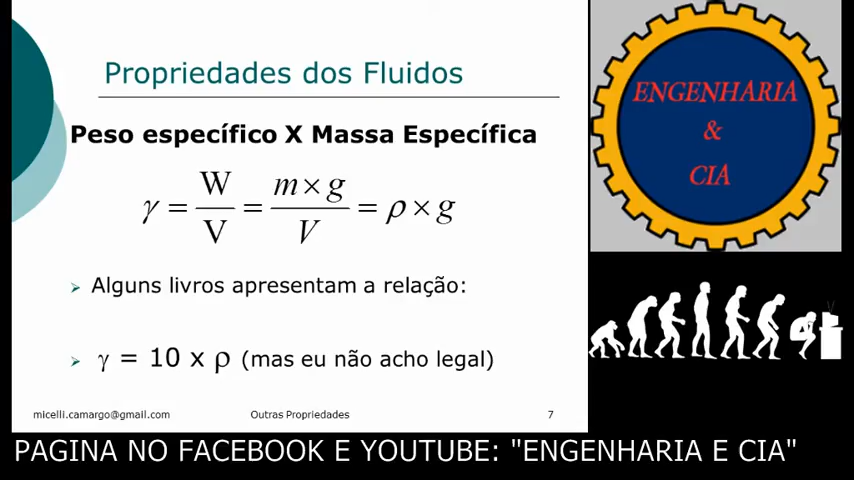 Propriedades dos Fluidos
Peso específico X Massa Específica
γ = W/V = m×g/V = ρ×g
Alguns livros apresentam a relação:
γ = 10 x ρ (mas eu não acho legal)
micelli.camargo@gmail.com Outras Propriedades 7
ENGENHARIA
&
CIA
PAGINA NO FACEBOOK E YOUTUBE: "ENGENHARIA E CIA"